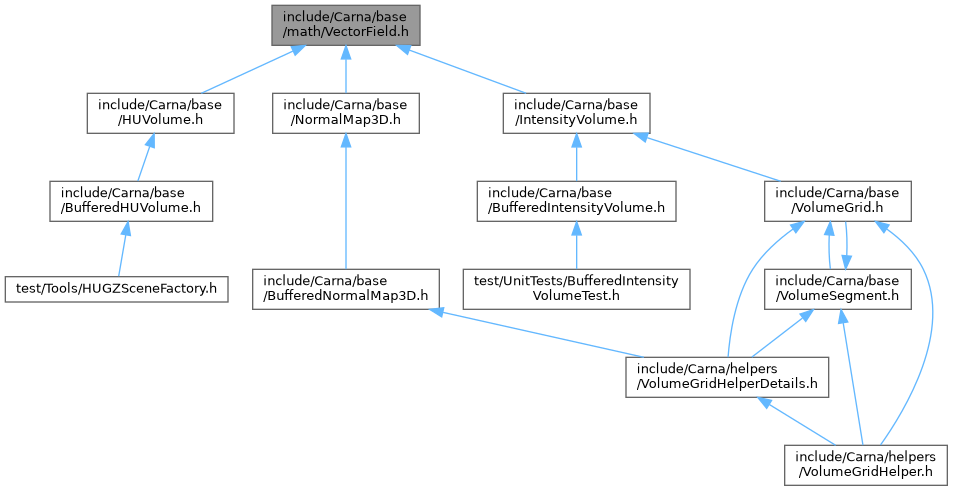 include/Carna/base
/math/VectorField.h
include/Carna/base
/HUVolume.h
include/Carna/base
/NormalMap3D.h
include/Carna/base
/IntensityVolume.h
include/Carna/base
/BufferedHUVolume.h
include/Carna/base
/BufferedIntensityVolume.h
include/Carna/base
/VolumeGrid.h
test/Tools/HUGZSceneFactory.h
include/Carna/base
/BufferedNormalMap3D.h
test/UnitTests/BufferedIntensity
VolumeTest.h
include/Carna/base
/VolumeSegment.h
include/Carna/helpers
/VolumeGridHelperDetails.h
include/Carna/helpers
/VolumeGridHelper.h